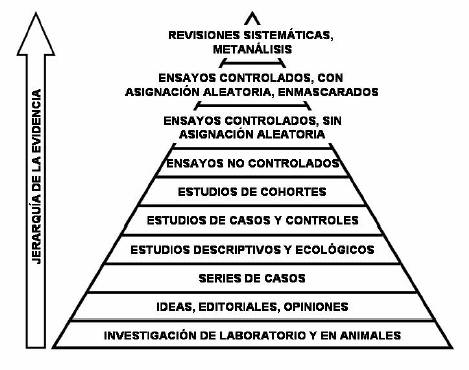 JERARQUÍA DE LA EVIDENCIA
REVISIONES SISTEMÁTICAS,
METANÁLISIS
ENSAYOS CONTROLADOS, CON
ASIGNACIÓN ALEATORIA, ENMASCARADOS
ENSAYOS CONTROLADOS, SIN
ASIGNACIÓN ALEATORIA
ENSAYOS NO CONTROLADOS
ESTUDIOS DE COHORTES
ESTUDIOS DE CASOS Y CONTROLES
ESTUDIOS DESCRIPTIVOS Y ECOLÓGICOS
SERIES DE CASOS
IDEAS, EDITORIALES, OPINIONES
INVESTIGACIÓN DE LABORATORIO Y EN ANIMALES